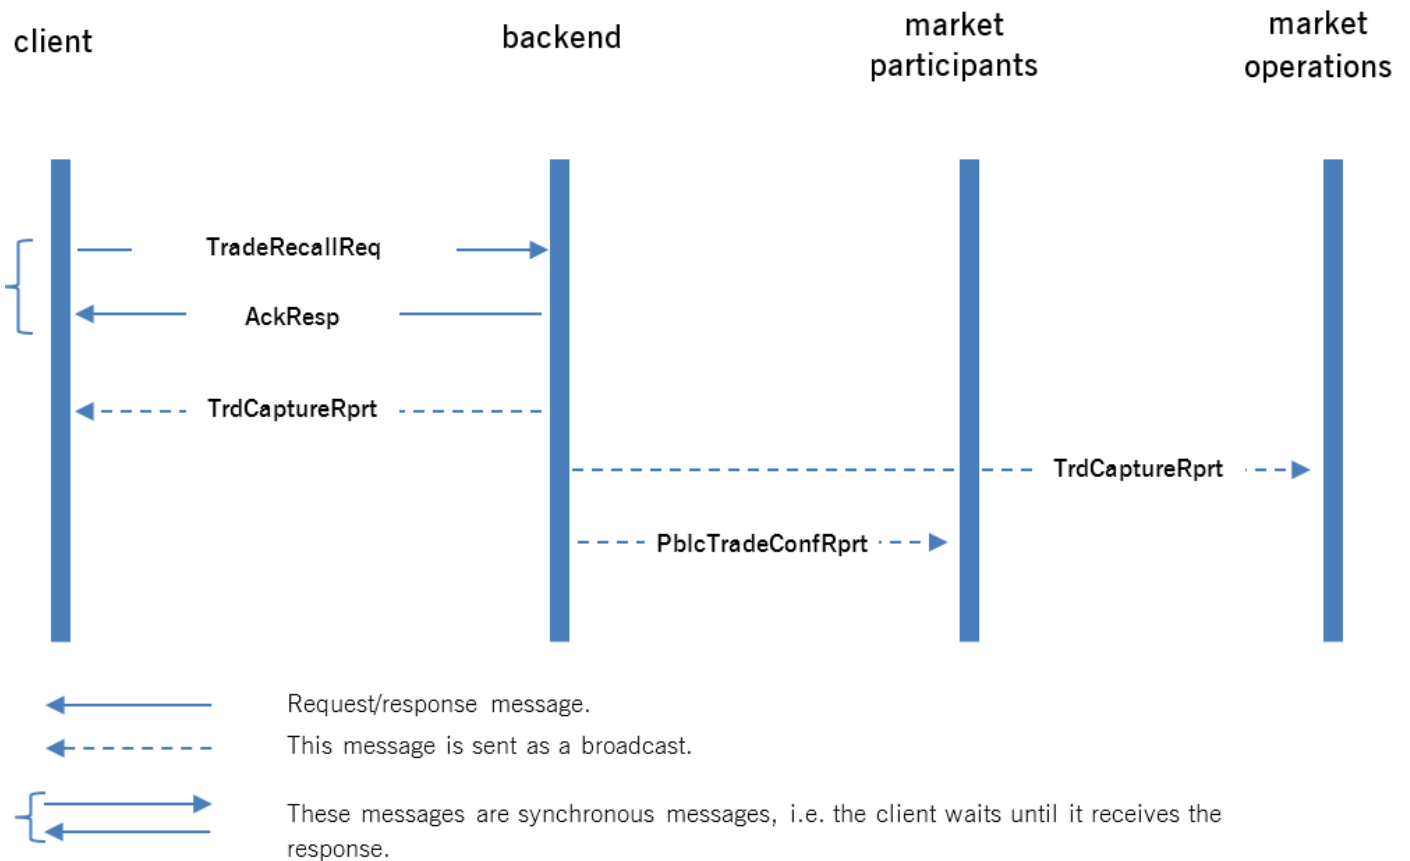 client
backend
market
participants
market
operations
TradeRecallReq
AckResp
TrdCaptureRprt
TrdCaptureRprt
PblcTradeConfRprt
Request/response message.
This message is sent as a broadcast.
These messages are synchronous messages, i.e. the client waits until it receives the
response.